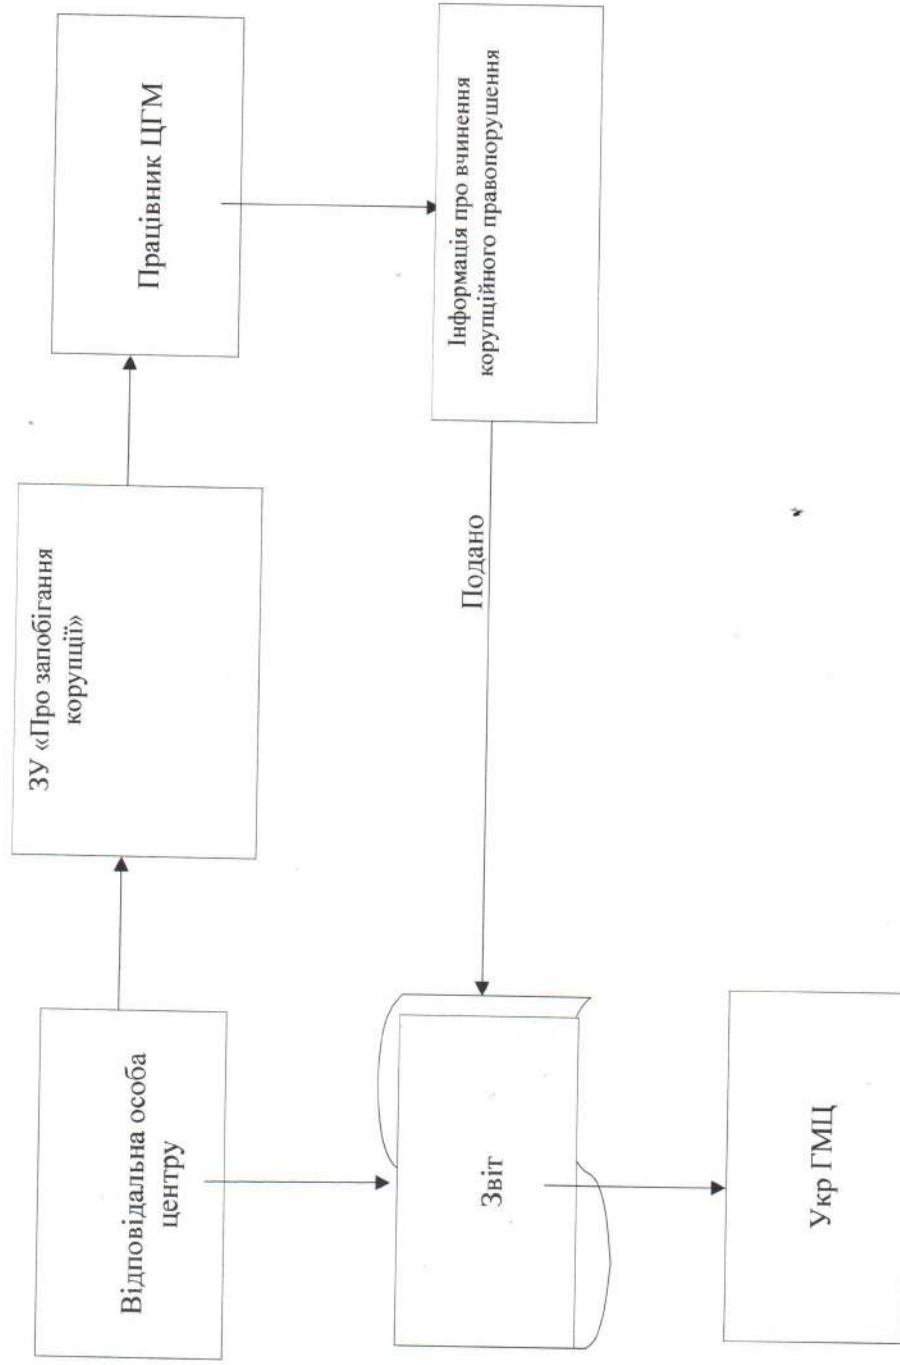 Відповідальна особа
центру
ЗУ «Про запобігання
корупції»
Працівник ЦГМ
Звіт
Подано
Інформація про вчинення
корупційного правопорушення
Укр ГМЦ